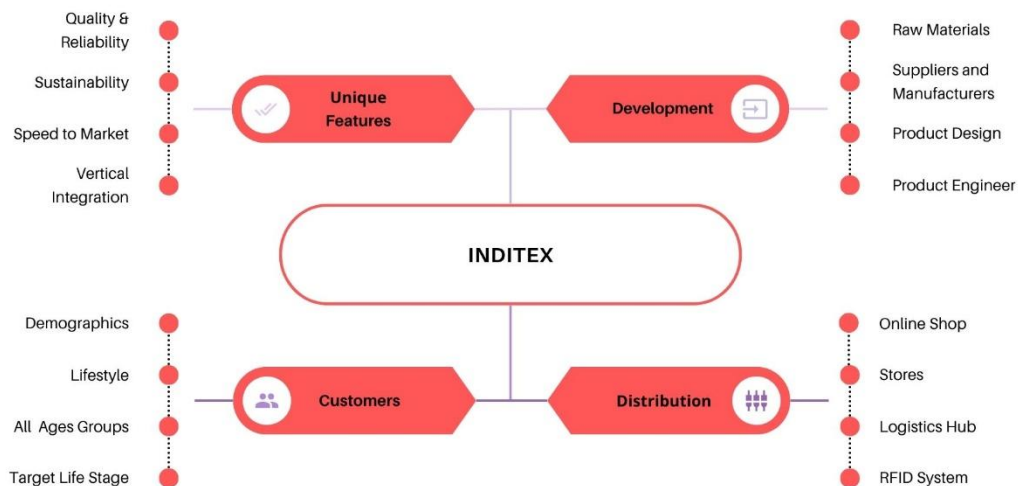 Quality &
Reliability
Sustainability
Speed to Market
Vertical
Integration
Unique
Features
Development
Raw Materials
Suppliers and
Manufacturers
Product Design
Product Engineer
INDITEX
Demographics
Lifestyle
All Ages Groups
Target Life Stage
Customers
Distribution
Online Shop
Stores
Logistics Hub
RFID System